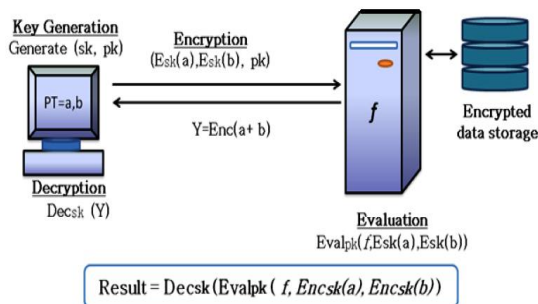 Key Generation
Generate (sk, pk)
PT=a,b
Decryption
Decsk (Y)
Encryption
(Esk(a),Esk(b), pk)
Y=Enc(a+ b)
f
Evaluation
Evalpk(f,Esk(a),Esk(b))
Encrypted
data storage
Result = Decsk (Evalpk ( f, Encsk(a), Encsk(b))